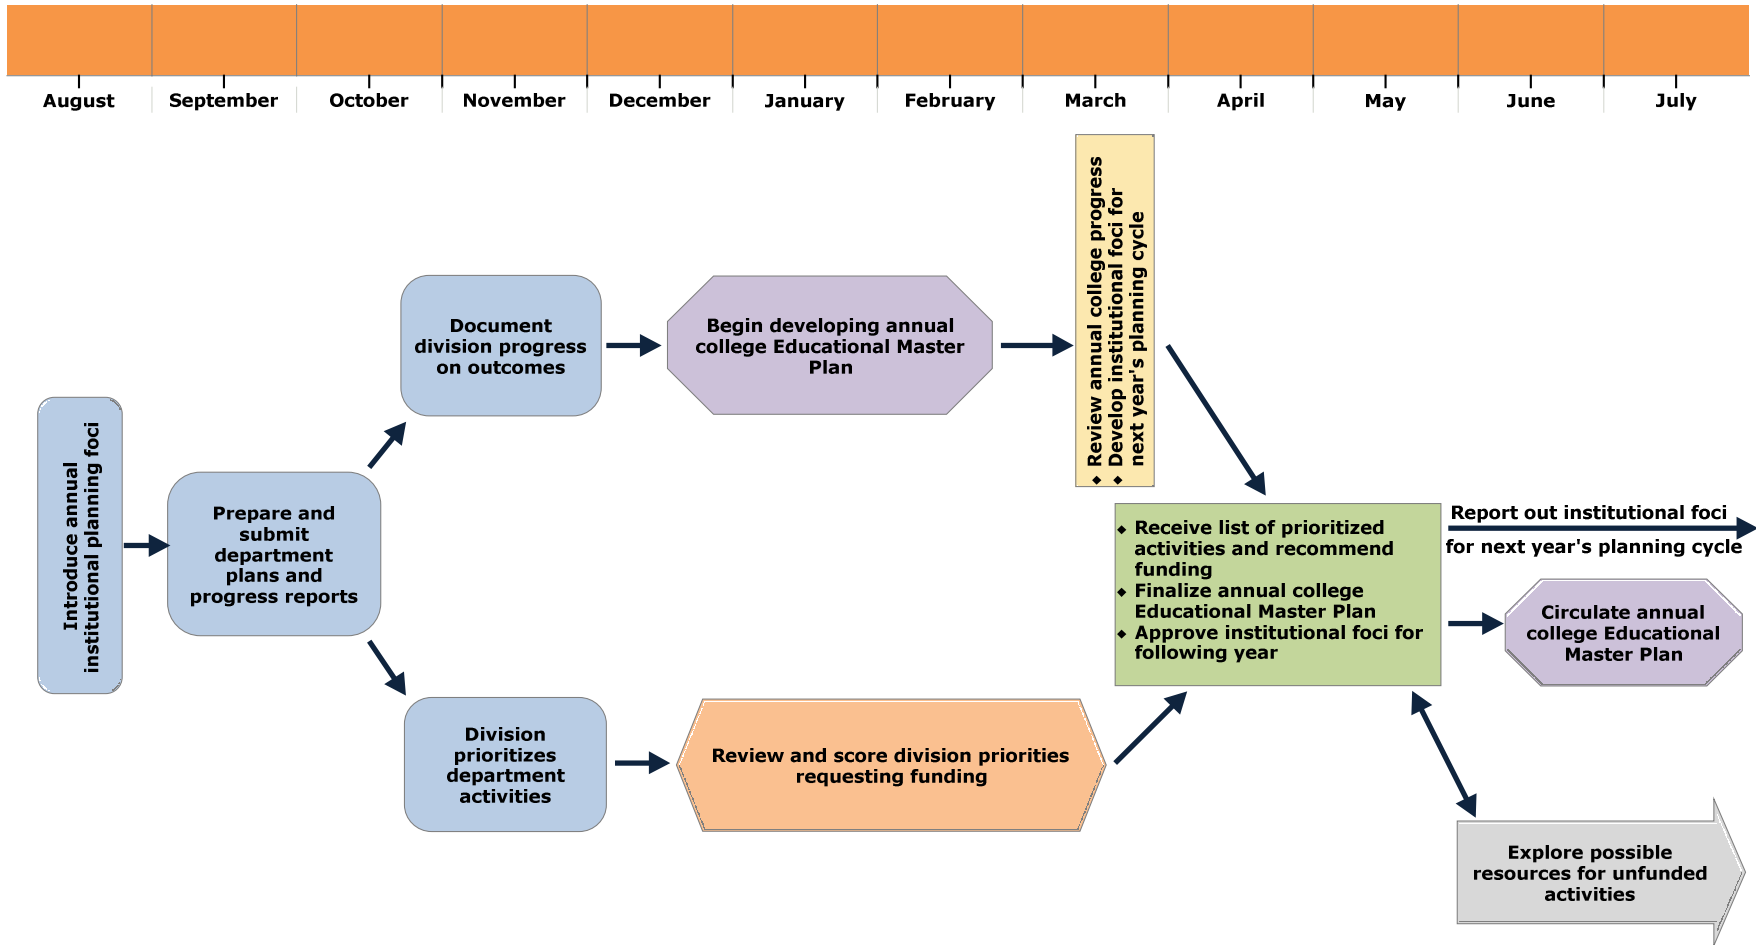 August September October November December January February March April May June July
◆ Review annual college progress
◆ Develop institutional foci for
next year's planning cycle
Document
division progress
on outcomes
Begin developing annual
college Educational Master
Plan
Introduce annual
institutional planning foci
Prepare and
submit
department
plans and
progress reports
◆ Receive list of prioritized
activities and recommend
funding
◆ Finalize annual college
Educational Master Plan
◆ Approve institutional foci for
following year
Report out institutional foci
for next year's planning cycle
Circulate annual
college Educational
Master Plan
Division
prioritizes
department
activities
Review and score division priorities
requesting funding
Explore possible
resources for unfunded
activities